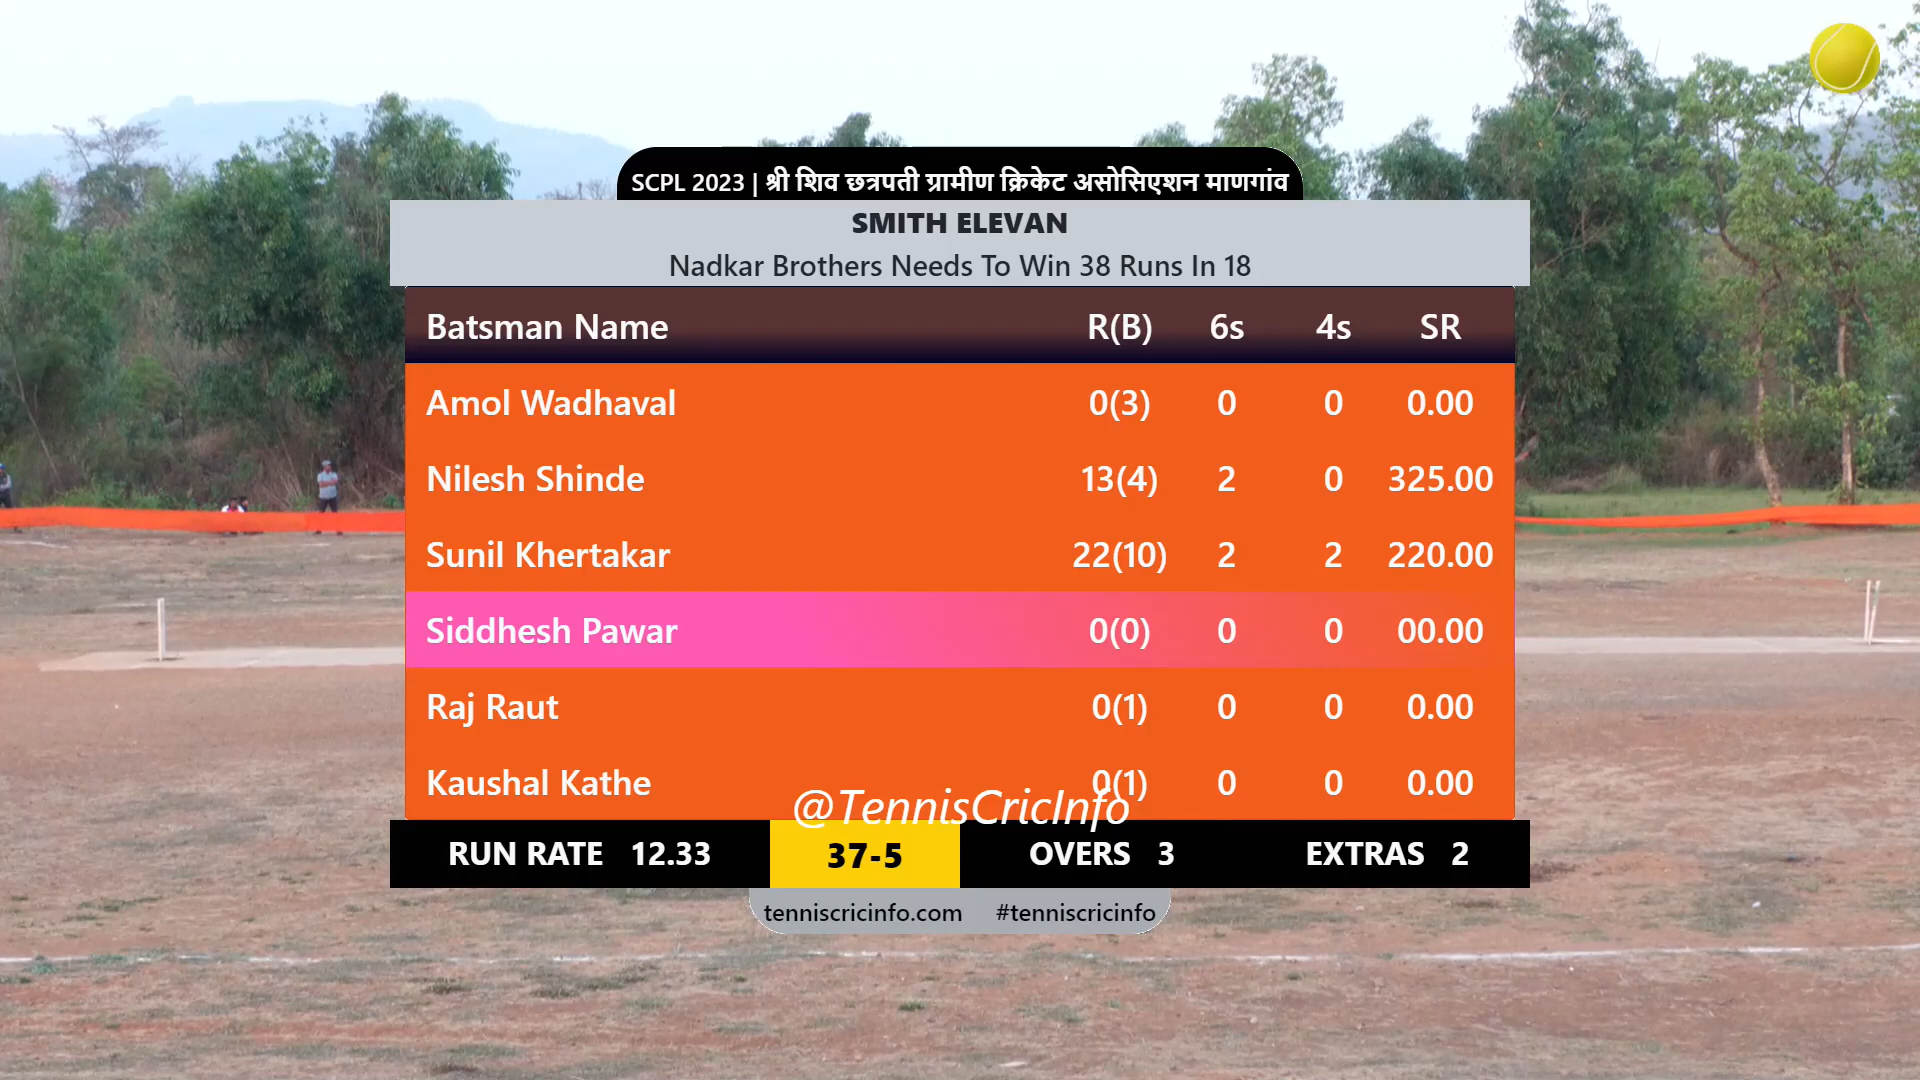 SCPL 2023 | श्री शिव छत्रपती ग्रामीण क्रिकेट असोसिएशन माणगांव
SMITH ELEVAN
Nadkar Brothers Needs To Win 38 Runs In 18
Batsman Name R(B) 6s 4s SR
Amol Wadhaval 0(3) 0 0 0.00
Nilesh Shinde 13(4) 2 0 325.00
Sunil Khertakar 22(10) 2 2 220.00
Siddhesh Pawar 0(0) 0 0 00.00
Raj Raut 0(1) 0 0 0.00
Kaushal Kathe 0(1) 0 0 0.00
@TennisCricInfo
RUN RATE 12.33 37-5 OVERS 3 EXTRAS 2
tenniscricinfo.com #tenniscricinfo